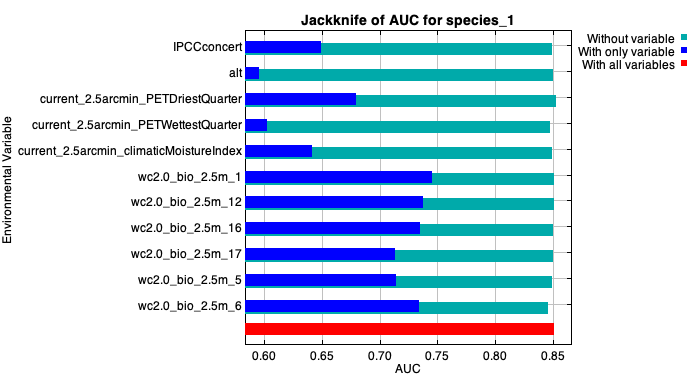 Jackknife of AUC for species_1
Without variable
With only variable
With all variables
Environmental Variable
IPCCconcert
alt
current_2.5arcmin_PETDriestQuarter
current_2.5arcmin_PETWettestQuarter
current_2.5arcmin_climaticMoistureIndex
wc2.0_bio_2.5m_1
wc2.0_bio_2.5m_12
wc2.0_bio_2.5m_16
wc2.0_bio_2.5m_17
wc2.0_bio_2.5m_5
wc2.0_bio_2.5m_6
0.60 0.65 0.70 0.75 0.80 0.85
AUC